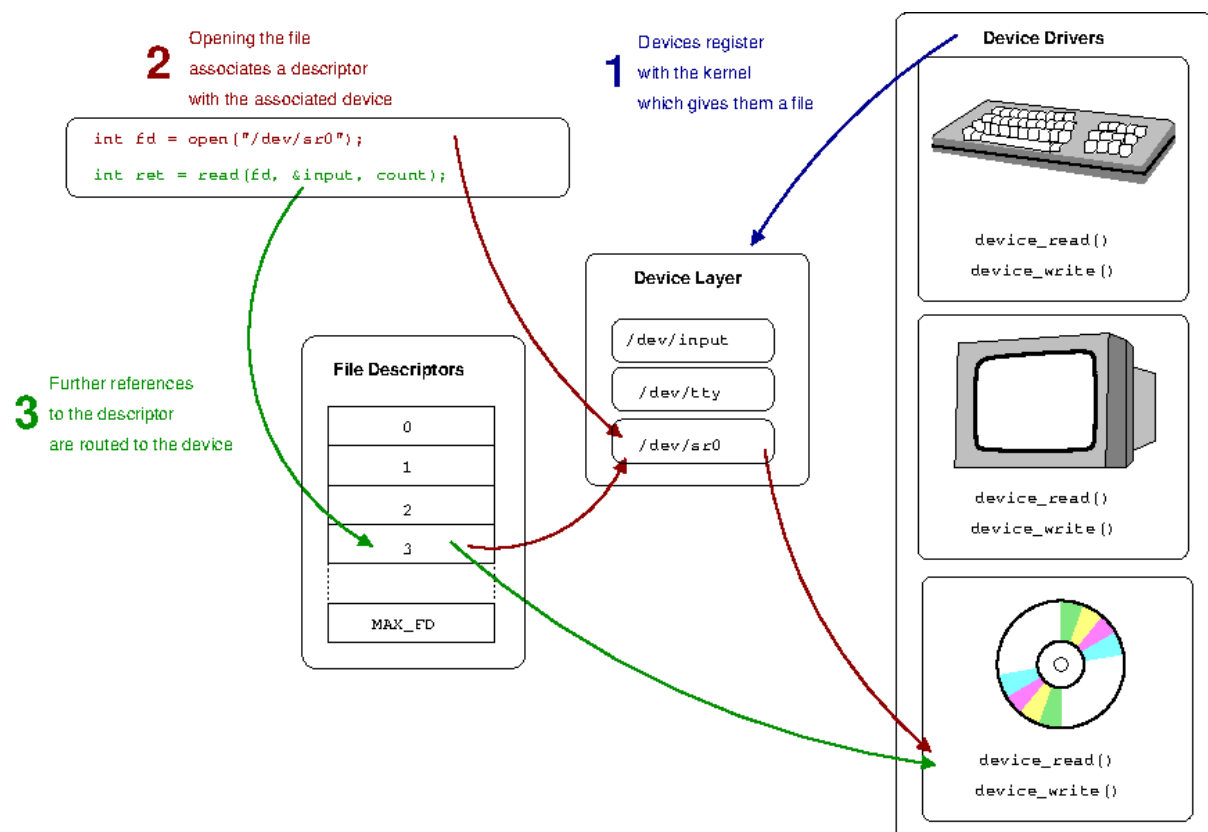 2
Opening the file
associates a descriptor
with the associated device
int fd = open("/dev/sr0");
int ret = read(fd, &input, count);
1
Devices register
with the kernel
which gives them a file
Device Drivers
device_read()
device_write()
device_read()
device_write()
device_read()
device_write()
Device Layer
/dev/input
/dev/tty
/dev/sr0
File Descriptors
0
1
2
3
MAX_FD
3
Further references
to the descriptor
are routed to the device